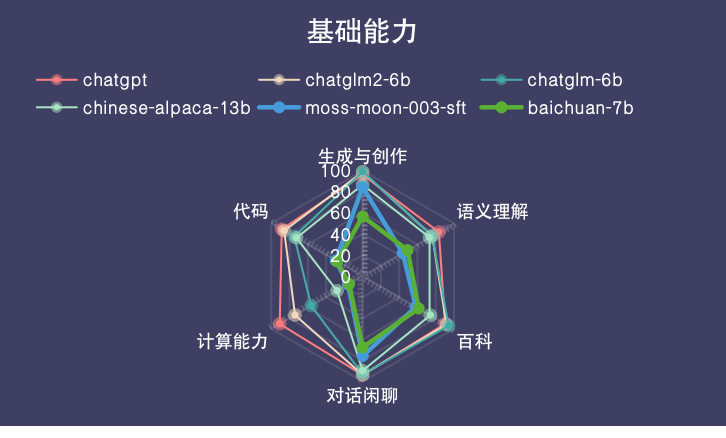 基础能力
chatgpt chatglm2-6b chatglm-6b
chinese-alpaca-13b moss-moon-003-sft baichuan-7b
生成与创作
100
80
代码 语义理解
60
40
20
0
计算能力 百科
对话闲聊